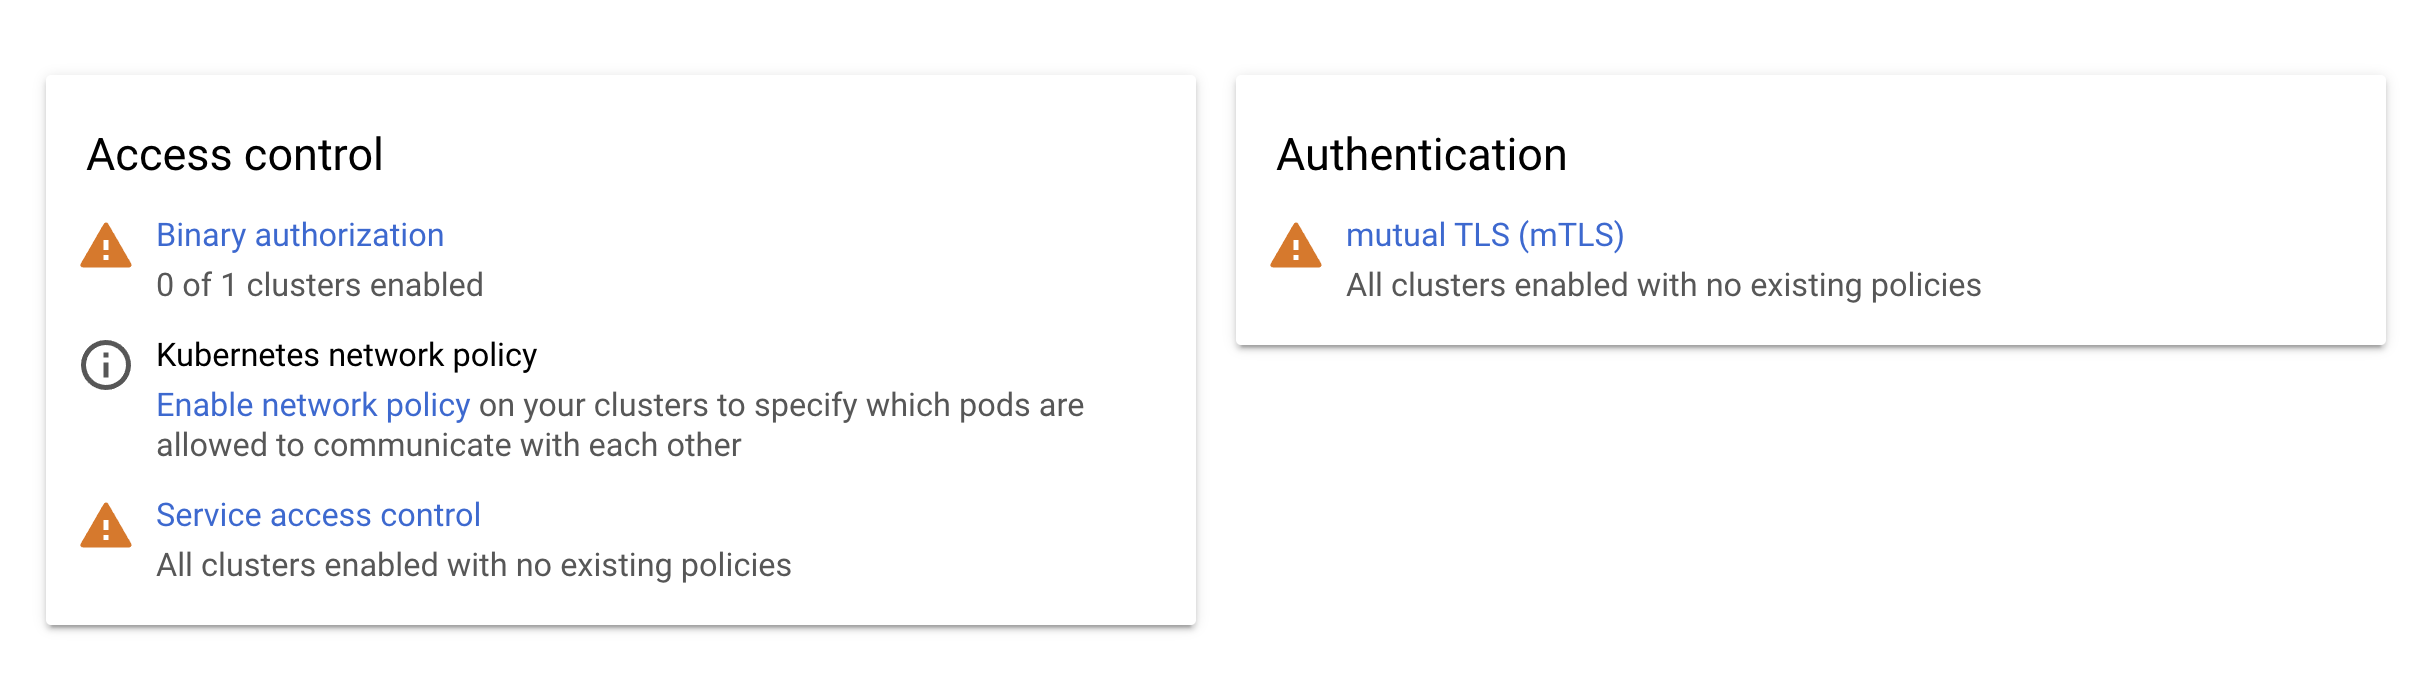 Access control
Binary authorization
0 of 1 clusters enabled
Kubernetes network policy
Enable network policy on your clusters to specify which pods are
allowed to communicate with each other
Service access control
All clusters enabled with no existing policies
Authentication
mutual TLS (mTLS)
All clusters enabled with no existing policies